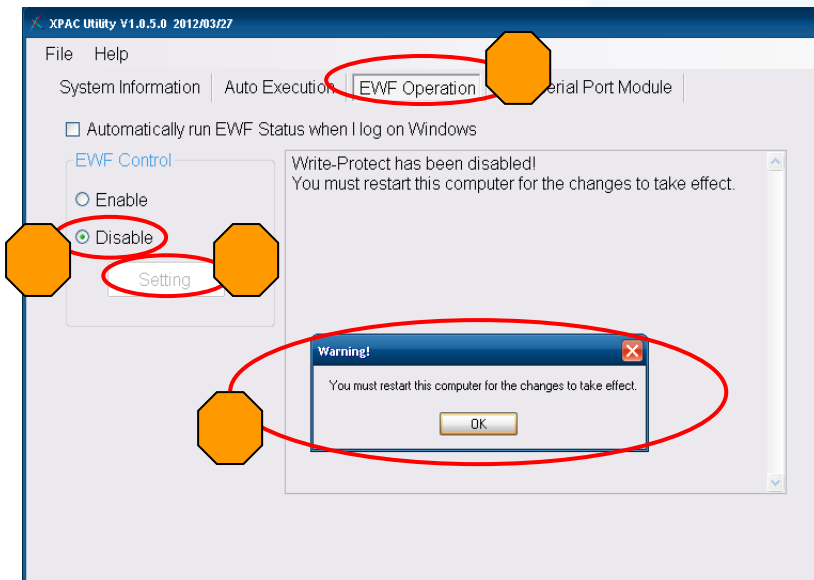 XPAC Utility V1.0.5.0 2012/03/27
File Help
System Information Auto Execution EWF Operation erial Port Module
Automatically run EWF Status when I log on Windows
EWF Control
Enable
Disable
Setting
Write-Protect has been disabled!
You must restart this computer for the changes to take effect.
Warning!
You must restart this computer for the changes to take effect.
OK